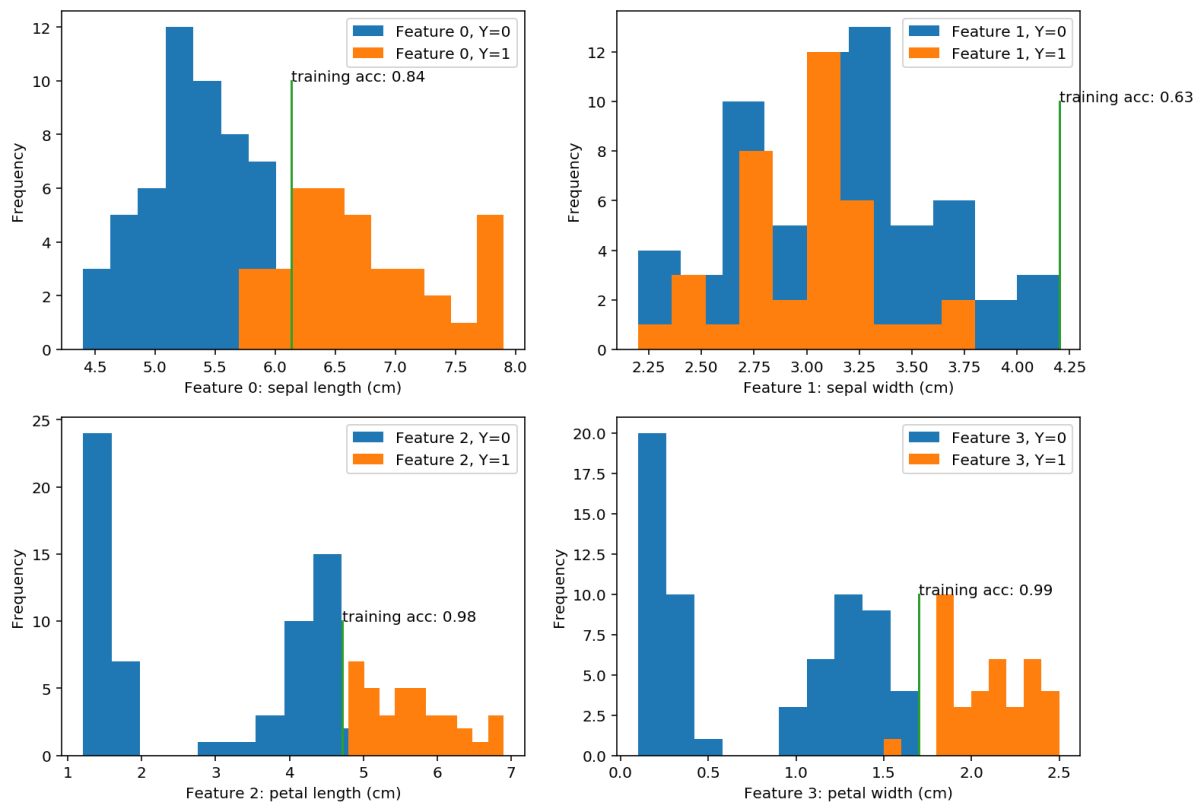 12
10
8
6
4
2
0
Frequency
Feature 0, Y=0
Feature 0, Y=1
training acc: 0.84
4.5 5.0 5.5 6.0 6.5 7.0 7.5 8.0
Feature 0: sepal length (cm)
12
10
8
6
4
2
0
Frequency
Feature 1, Y=0
Feature 1, Y=1
training acc: 0.63
2.25 2.50 2.75 3.00 3.25 3.50 3.75 4.00 4.25
Feature 1: sepal width (cm)
25
20
15
10
5
0
Frequency
Feature 2, Y=0
Feature 2, Y=1
training acc: 0.98
1 2 3 4 5 6 7
Feature 2: petal length (cm)
20.0
17.5
15.0
12.5
10.0
7.5
5.0
2.5
0.0
Frequency
Feature 3, Y=0
Feature 3, Y=1
training acc: 0.99
0.0 0.5 1.0 1.5 2.0 2.5
Feature 3: petal width (cm)